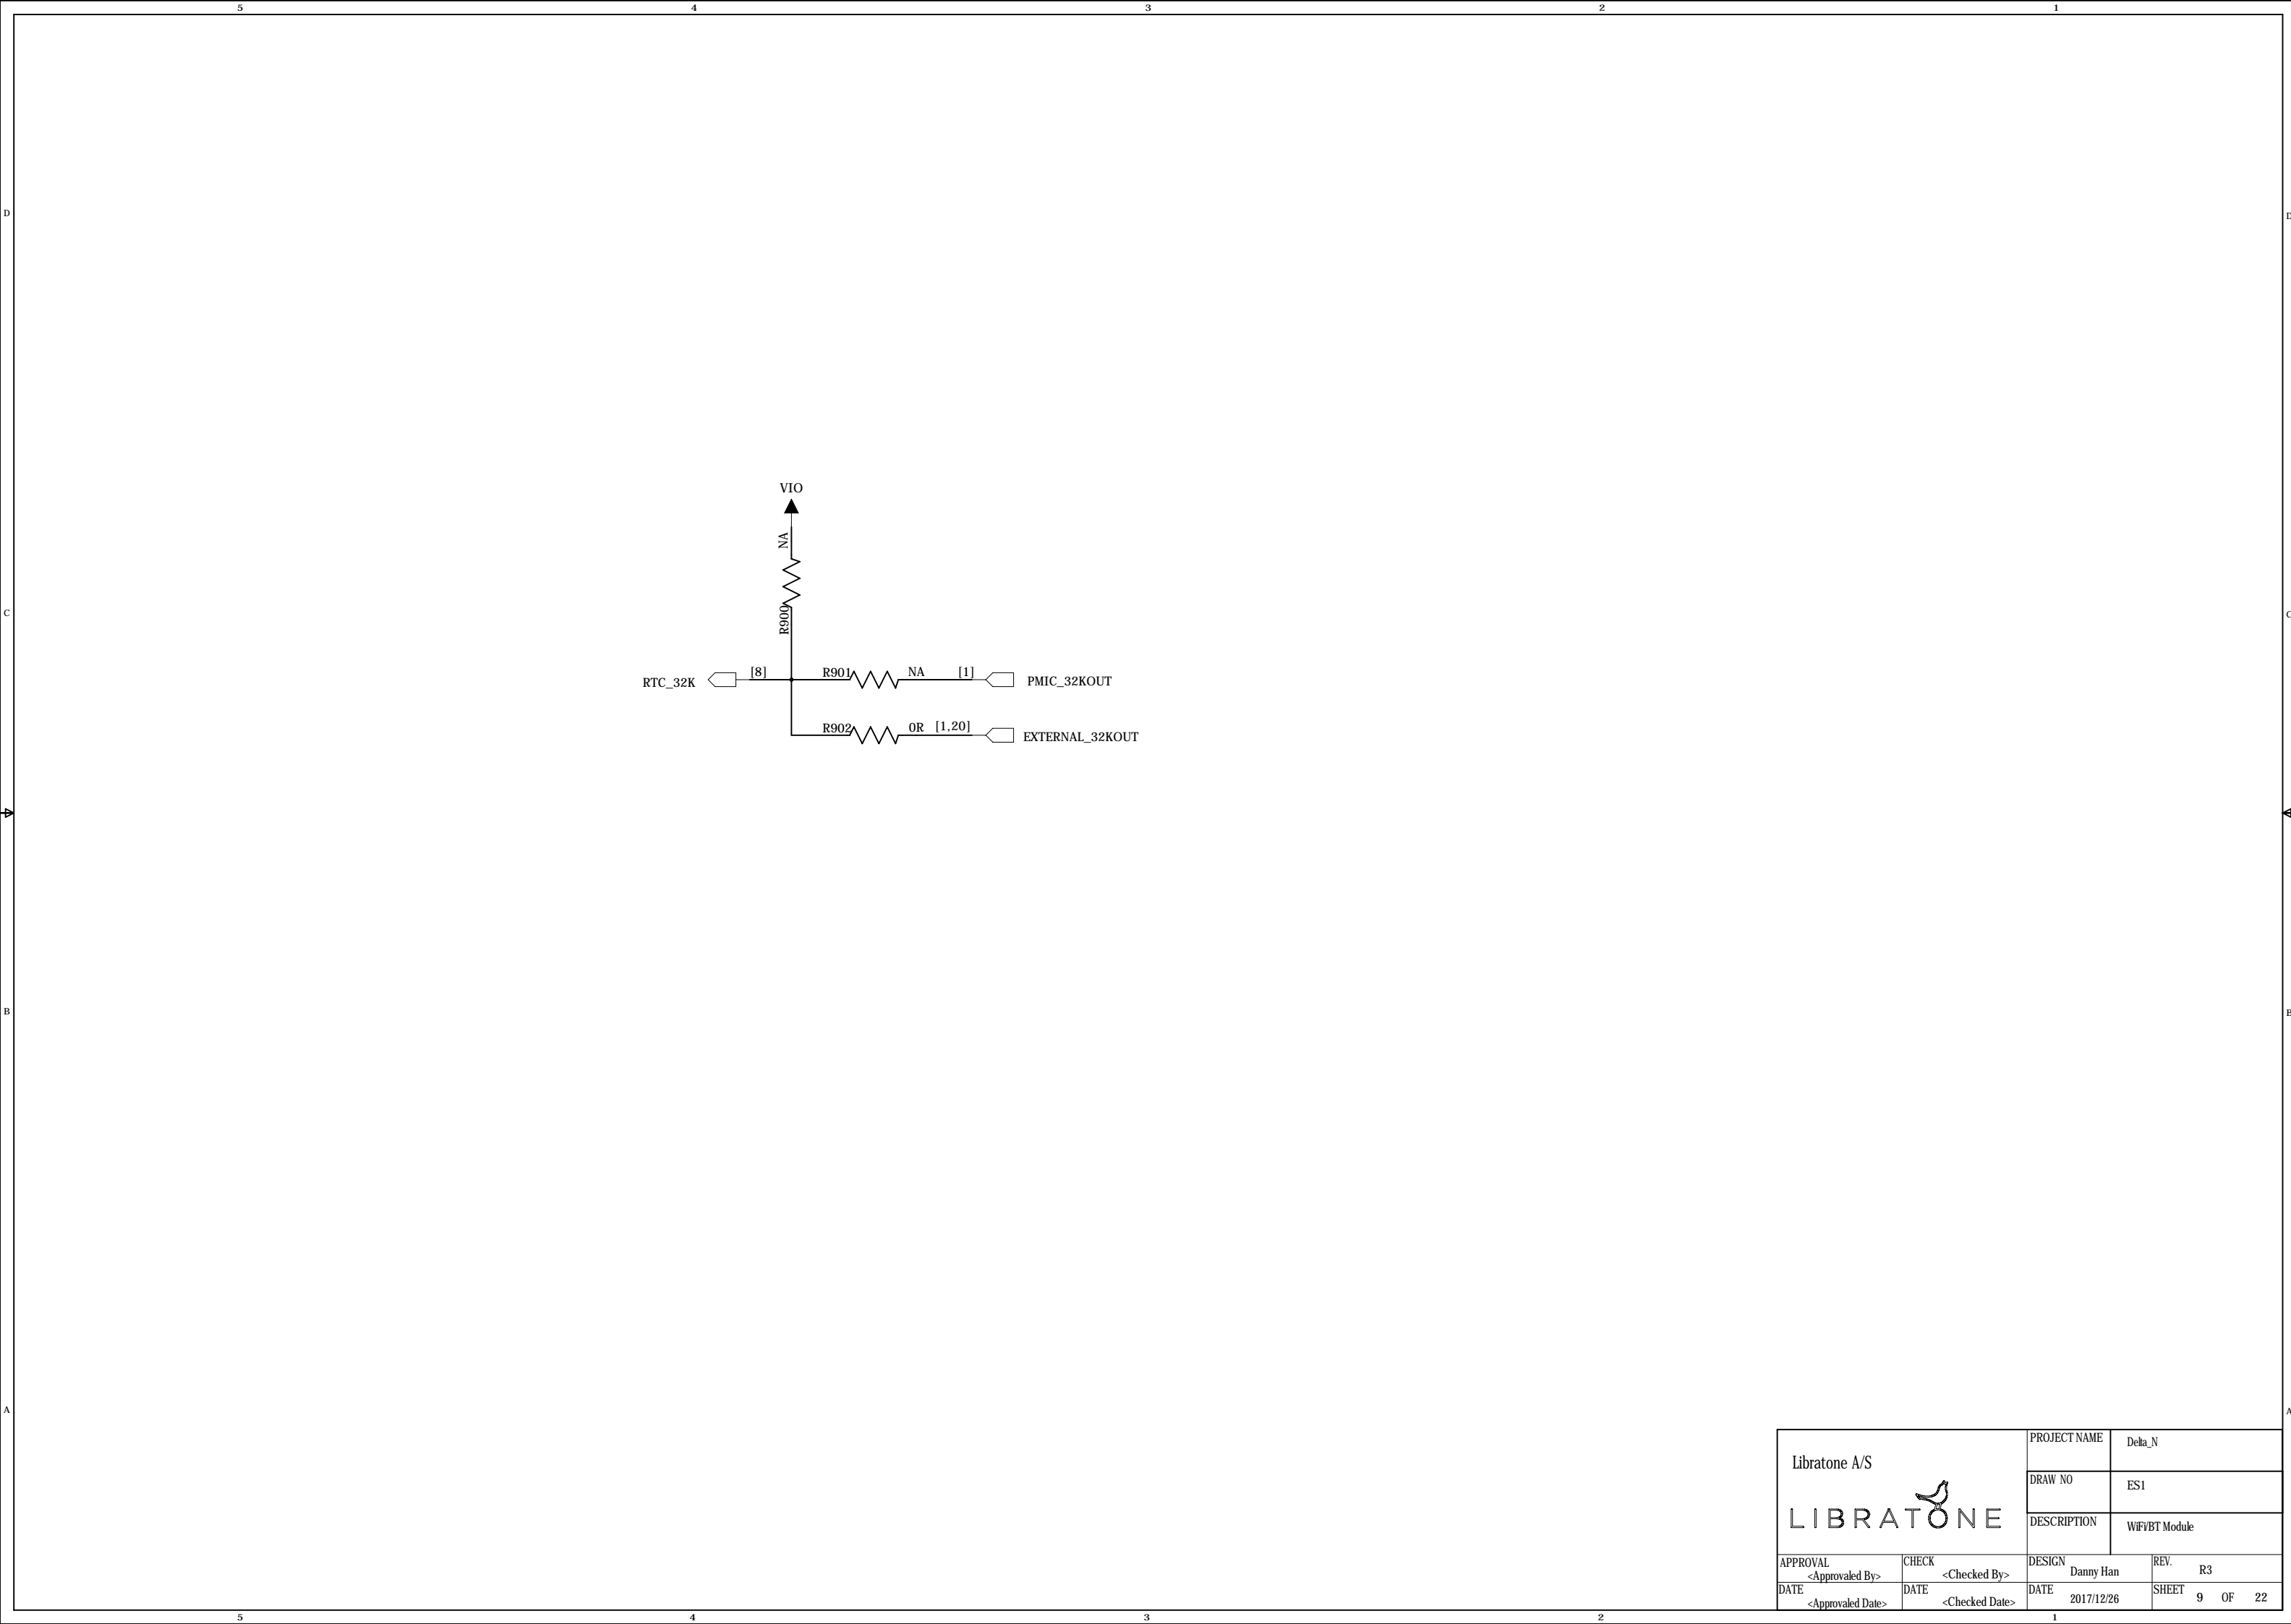 5 4 3 2 1
D D
VIO
NA
R900
C C
RTC_32K [8] R901 NA [1] PMIC_32KOUT
R902 0R [1,20] EXTERNAL_32KOUT
B B
A A
Libratone A/S
LIBRATONE
PROJECT NAME Delta_N
DRAW NO ES1
DESCRIPTION WiFi/BT Module
APPROVAL <Approvaled By> CHECK <Checked By> DESIGN Danny Han REV. R3
DATE <Approvaled Date> DATE <Checked Date> DATE 2017/12/26 SHEET 9 OF 22
5 4 3 2 1